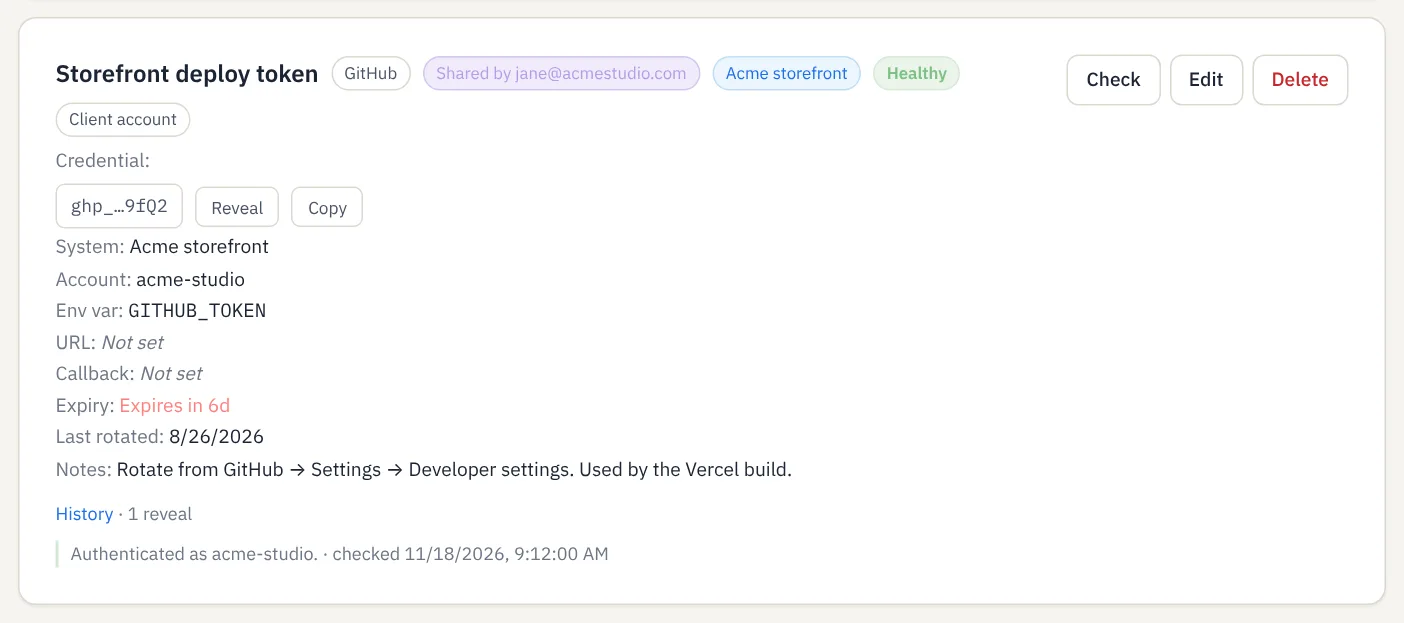 Storefront deploy token GitHub Shared by jane@acmestudio.com Acme storefront Healthy Check Edit Delete
Client account
Credential:
ghp_…9fQ2 Reveal Copy
System: Acme storefront
Account: acme-studio
Env var: GITHUB_TOKEN
URL: Not set
Callback: Not set
Expiry: Expires in 6d
Last rotated: 8/26/2026
Notes: Rotate from GitHub → Settings → Developer settings. Used by the Vercel build.
History · 1 reveal
Authenticated as acme-studio. · checked 11/18/2026, 9:12:00 AM